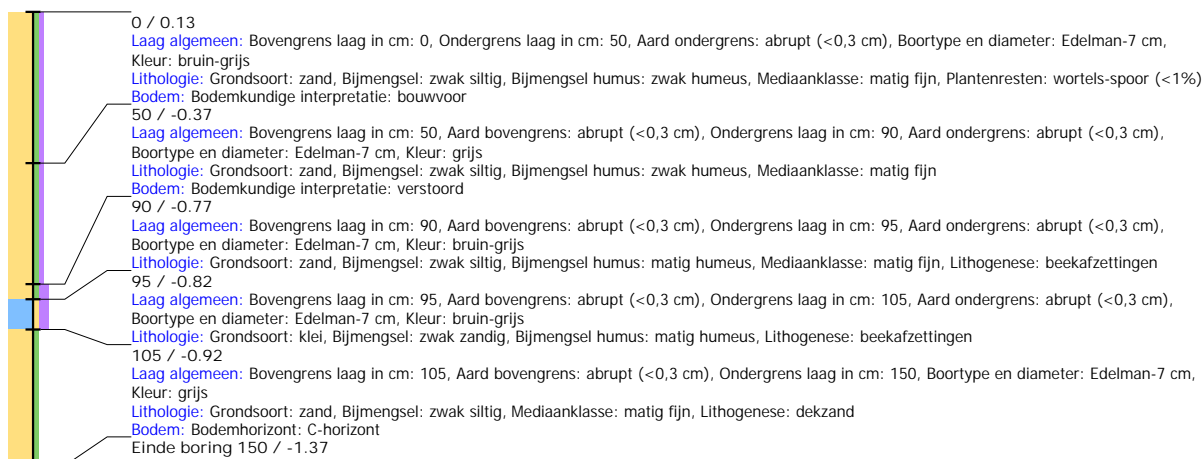 0 / 0.13
Laag algemeen: Bovengrens laag in cm: 0, Ondergrens laag in cm: 50, Aard ondergrens: abrupt (<0,3 cm), Boortype en diameter: Edelman-7 cm,
Kleur: bruin-grijs
Lithologie: Grondsoort: zand, Bijmengsel: zwak siltig, Bijmengsel humus: zwak humeus, Mediaanklasse: matig fijn, Plantenresten: wortels-spoor (<1%)
Bodem: Bodemkundige interpretatie: bouwvoor
50 / -0.37
Laag algemeen: Bovengrens laag in cm: 50, Aard bovengrens: abrupt (<0,3 cm), Ondergrens laag in cm: 90, Aard ondergrens: abrupt (<0,3 cm),
Boortype en diameter: Edelman-7 cm, Kleur: grijs
Lithologie: Grondsoort: zand, Bijmengsel: zwak siltig, Bijmengsel humus: zwak humeus, Mediaanklasse: matig fijn
Bodem: Bodemkundige interpretatie: verstoord
90 / -0.77
Laag algemeen: Bovengrens laag in cm: 90, Aard bovengrens: abrupt (<0,3 cm), Ondergrens laag in cm: 95, Aard ondergrens: abrupt (<0,3 cm),
Boortype en diameter: Edelman-7 cm, Kleur: bruin-grijs
Lithologie: Grondsoort: zand, Bijmengsel: zwak siltig, Bijmengsel humus: matig humeus, Mediaanklasse: matig fijn, Lithogenese: beekafzettingen
95 / -0.82
Laag algemeen: Bovengrens laag in cm: 95, Aard bovengrens: abrupt (<0,3 cm), Ondergrens laag in cm: 105, Aard ondergrens: abrupt (<0,3 cm),
Boortype en diameter: Edelman-7 cm, Kleur: bruin-grijs
Lithologie: Grondsoort: klei, Bijmengsel: zwak zandig, Bijmengsel humus: matig humeus, Lithogenese: beekafzettingen
105 / -0.92
Laag algemeen: Bovengrens laag in cm: 105, Aard bovengrens: abrupt (<0,3 cm), Ondergrens laag in cm: 150, Boortype en diameter: Edelman-7 cm,
Kleur: grijs
Lithologie: Grondsoort: zand, Bijmengsel: zwak siltig, Mediaanklasse: matig fijn, Lithogenese: dekzand
Bodem: Bodemhorizont: C-horizont
Einde boring 150 / -1.37